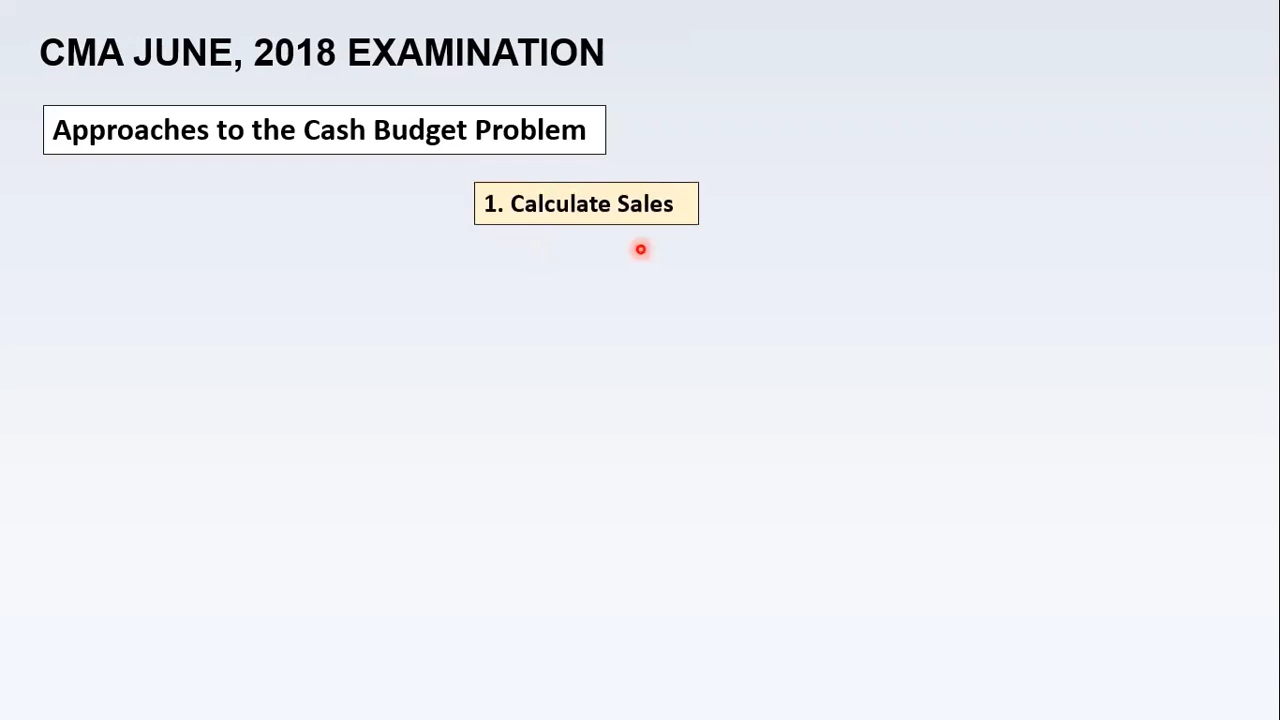 CMA JUNE, 2018 EXAMINATION
Approaches to the Cash Budget Problem
1. Calculate Sales